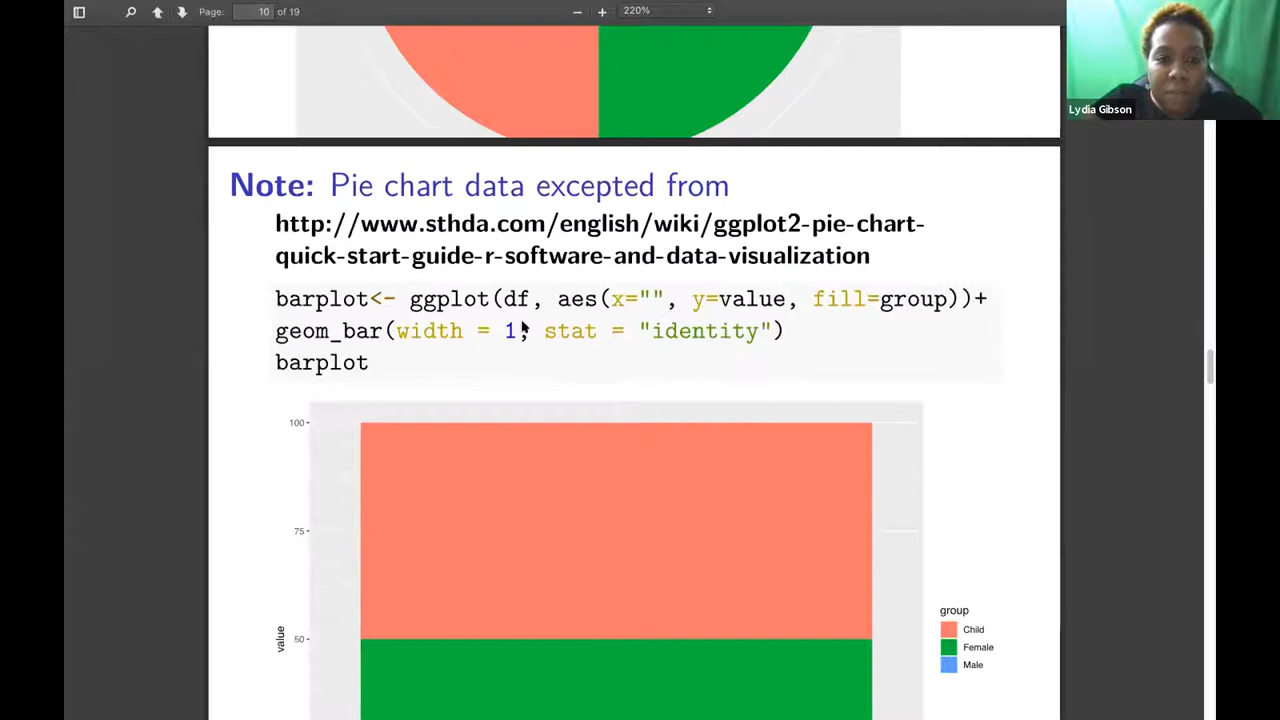 Page: 10 of 19 220%
Lydia Gibson
Note: Pie chart data excepted from
http://www.sthda.com/english/wiki/ggplot2-pie-chart-
quick-start-guide-r-software-and-data-visualization
barplot<- ggplot(df, aes(x="", y=value, fill=group))+
geom_bar(width = 1, stat = "identity")
barplot
100
75
50
value
group
Child
Female
Male